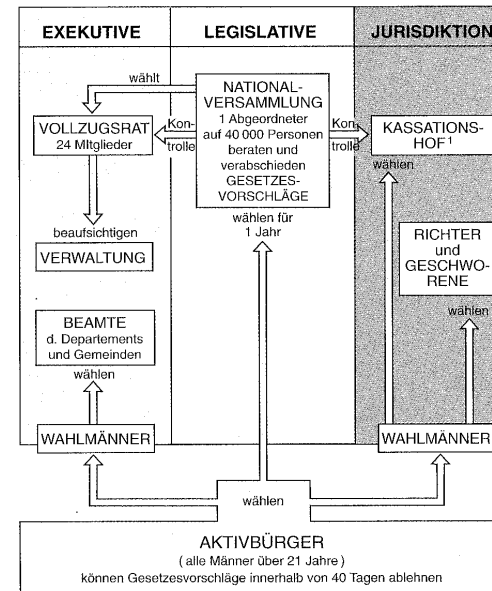 EXEKUTIVE
LEGISLATIVE
JURISDIKTION
wählt
NATIONAL-
VERSAMMLUNG
1 Abgeordneter
auf 40 000 Personen
beraten und
verabschieden
GESETZES-
VORSCHLÄGE
VOLLZUGSRAT
24 MItglieder
Kon-
trolle
Kon-
trolle
KASSATIONS-
HOF¹
wählen
wählen für
1 Jahr
beaufsichtigen
VERWALTUNG
RICHTER
und
GESCHWO-
RENE
wählen
BEAMTE
d. Departements
und Gemeinden
wählen
WAHLMÄNNER
WAHLMÄNNER
wählen
AKTIVBÜRGER
(alle Männer über 21 Jahre)
können Gesetzesvorschläge innerhalb von 40 Tagen ablehnen